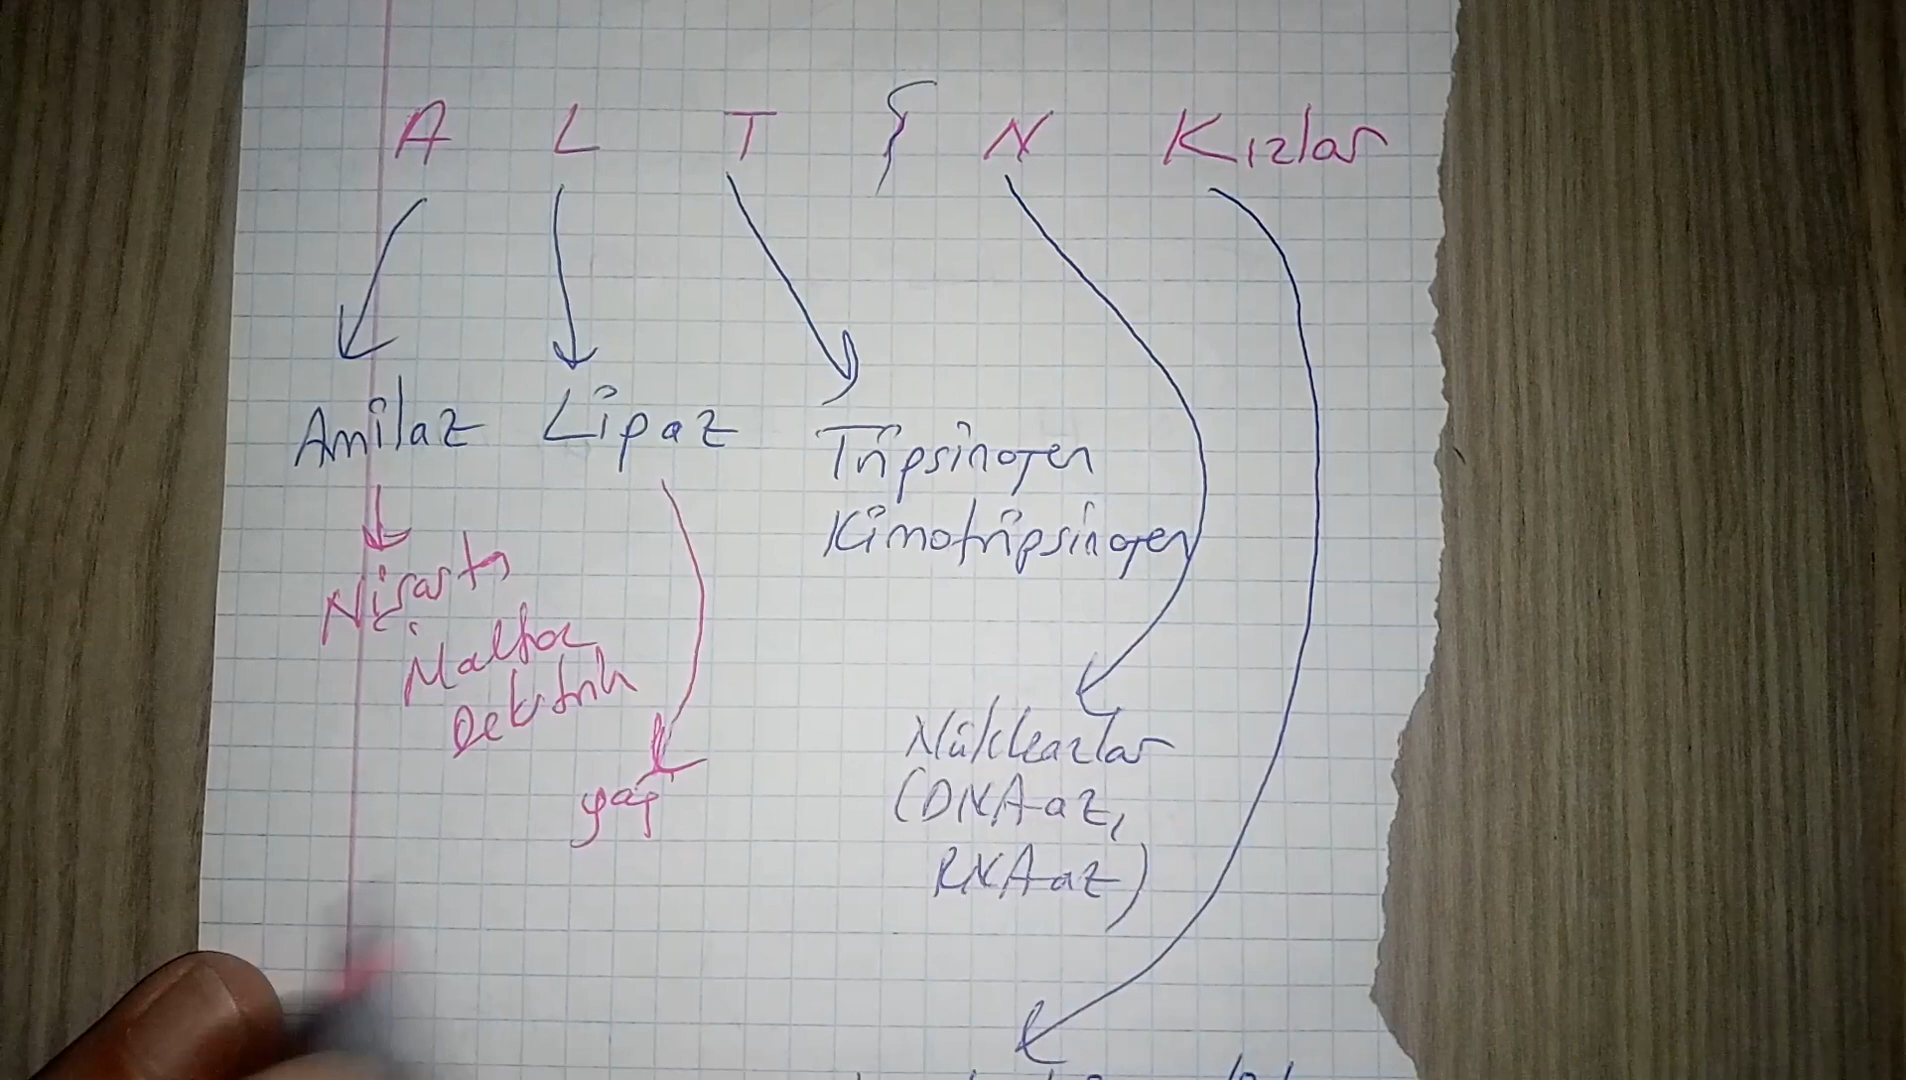 A L T I N Kızlar
Amilaz Lipaz Tripsinojen
Kimotripsinojen
Nişasta
Maltoz
Dekstrin
yağ
Nükleazlar
(DNA-az,
RNA-az)